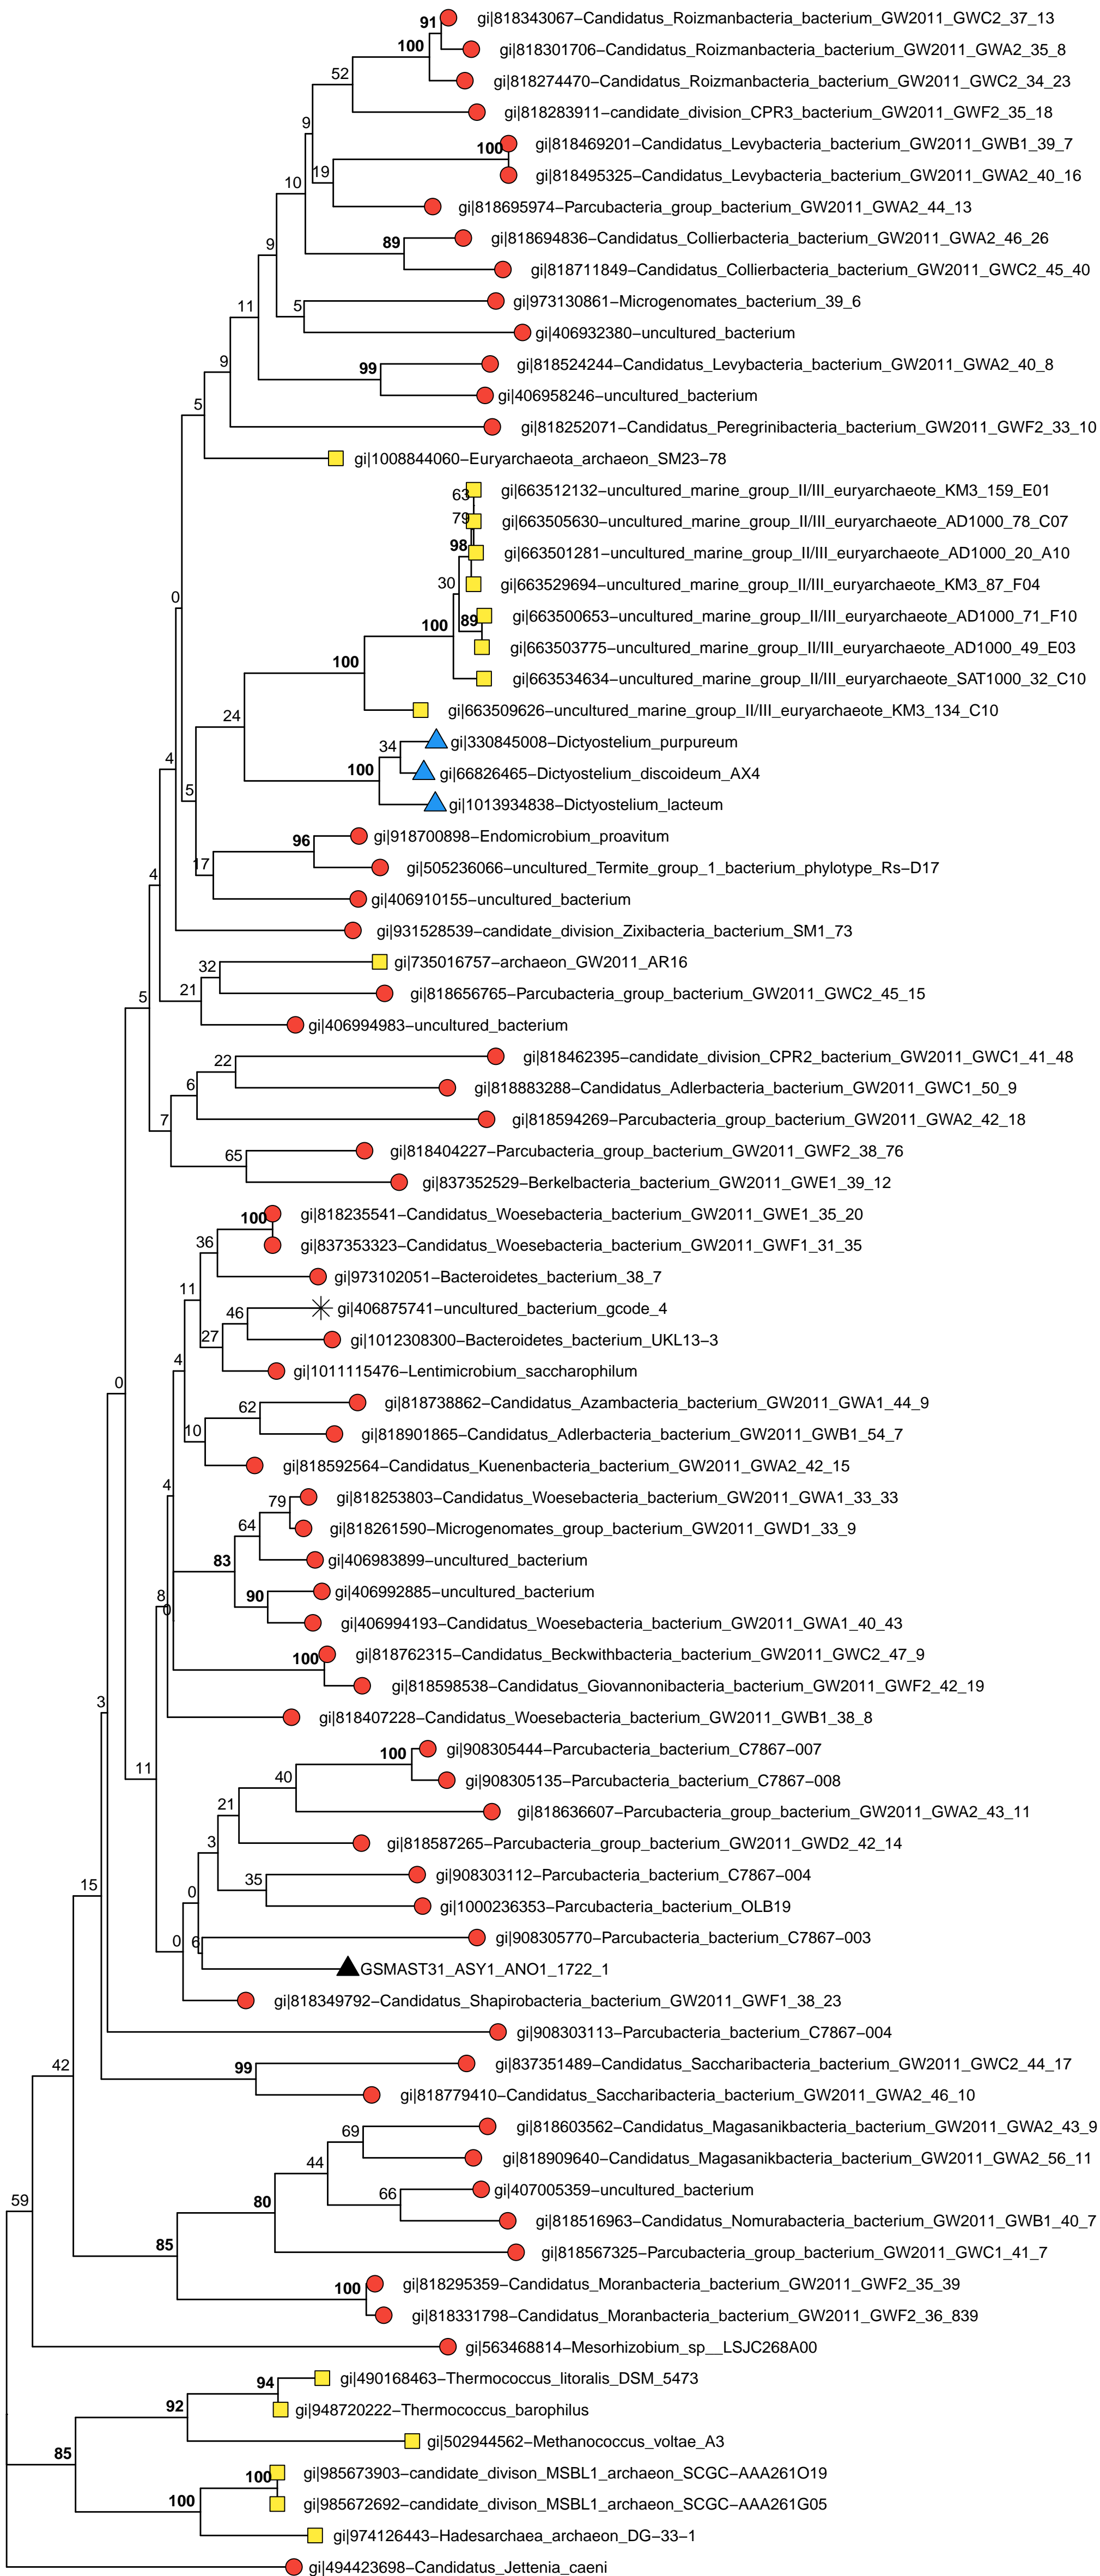 gi|818343067−Candidatus_Roizmanbacteria_bacterium_GW2011_GWC2_37_13
91
gi|818301706−Candidatus_Roizmanbacteria_bacterium_GW2011_GWA2_35_8
100
52
gi|818274470−Candidatus_Roizmanbacteria_bacterium_GW2011_GWC2_34_23
gi|818283911−candidate_division_CPR3_bacterium_GW2011_GWF2_35_18
9
gi|818469201−Candidatus_Levybacteria_bacterium_GW2011_GWB1_39_7
100
19
gi|818495325−Candidatus_Levybacteria_bacterium_GW2011_GWA2_40_16
10
gi|818695974−Parcubacteria_group_bacterium_GW2011_GWA2_44_13
gi|818694836−Candidatus_Collierbacteria_bacterium_GW2011_GWA2_46_26
9
89
gi|818711849−Candidatus_Collierbacteria_bacterium_GW2011_GWC2_45_40
11
5
gi|973130861−Microgenomates_bacterium_39_6
gi|406932380−uncultured_bacterium
9
99
gi|818524244−Candidatus_Levybacteria_bacterium_GW2011_GWA2_40_8
gi|406958246−uncultured_bacterium
5
gi|818252071−Candidatus_Peregrinibacteria_bacterium_GW2011_GWF2_33_10
gi|1008844060−Euryarchaeota_archaeon_SM23−78
gi|663512132−uncultured_marine_group_II/III_euryarchaeote_KM3_159_E01
63
79
gi|663505630−uncultured_marine_group_II/III_euryarchaeote_AD1000_78_C07
98
gi|663501281−uncultured_marine_group_II/III_euryarchaeote_AD1000_20_A10
30
gi|663529694−uncultured_marine_group_II/III_euryarchaeote_KM3_87_F04
0
gi|663500653−uncultured_marine_group_II/III_euryarchaeote_AD1000_71_F10
100
89
gi|663503775−uncultured_marine_group_II/III_euryarchaeote_AD1000_49_E03
100
gi|663534634−uncultured_marine_group_II/III_euryarchaeote_SAT1000_32_C10
24
gi|663509626−uncultured_marine_group_II/III_euryarchaeote_KM3_134_C10
4
34
gi|330845008−Dictyostelium_purpureum
100
gi|66826465−Dictyostelium_discoideum_AX4
5
gi|1013934838−Dictyostelium_lacteum
96
gi|918700898−Endomicrobium_proavitum
17
gi|505236066−uncultured_Termite_group_1_bacterium_phylotype_Rs−D17
4
gi|406910155−uncultured_bacterium
gi|931528539−candidate_division_Zixibacteria_bacterium_SM1_73
32
gi|735016757−archaeon_GW2011_AR16
5
21
gi|818656765−Parcubacteria_group_bacterium_GW2011_GWC2_45_15
gi|406994983−uncultured_bacterium
22
gi|818462395−candidate_division_CPR2_bacterium_GW2011_GWC1_41_48
6
gi|818883288−Candidatus_Adlerbacteria_bacterium_GW2011_GWC1_50_9
7
gi|818594269−Parcubacteria_group_bacterium_GW2011_GWA2_42_18
65
gi|818404227−Parcubacteria_group_bacterium_GW2011_GWF2_38_76
gi|837352529−Berkelbacteria_bacterium_GW2011_GWE1_39_12
100
gi|818235541−Candidatus_Woesebacteria_bacterium_GW2011_GWE1_35_20
36
gi|837353323−Candidatus_Woesebacteria_bacterium_GW2011_GWF1_31_35
11
gi|973102051−Bacteroidetes_bacterium_38_7
46
gi|406875741−uncultured_bacterium_gcode_4
27
gi|1012308300−Bacteroidetes_bacterium_UKL13−3
4
gi|1011115476−Lentimicrobium_saccharophilum
0
62
gi|818738862−Candidatus_Azambacteria_bacterium_GW2011_GWA1_44_9
10
gi|818901865−Candidatus_Adlerbacteria_bacterium_GW2011_GWB1_54_7
gi|818592564−Candidatus_Kuenenbacteria_bacterium_GW2011_GWA2_42_15
4
79
gi|818253803−Candidatus_Woesebacteria_bacterium_GW2011_GWA1_33_33
64
gi|818261590−Microgenomates_group_bacterium_GW2011_GWD1_33_9
83
gi|406983899−uncultured_bacterium
8
90
gi|406992885−uncultured_bacterium
0
gi|406994193−Candidatus_Woesebacteria_bacterium_GW2011_GWA1_40_43
100
gi|818762315−Candidatus_Beckwithbacteria_bacterium_GW2011_GWC2_47_9
gi|818598538−Candidatus_Giovannonibacteria_bacterium_GW2011_GWF2_42_19
3
gi|818407228−Candidatus_Woesebacteria_bacterium_GW2011_GWB1_38_8
11
100
gi|908305444−Parcubacteria_bacterium_C7867−007
40
gi|908305135−Parcubacteria_bacterium_C7867−008
21
gi|818636607−Parcubacteria_group_bacterium_GW2011_GWA2_43_11
3
gi|818587265−Parcubacteria_group_bacterium_GW2011_GWD2_42_14
15
0
35
gi|908303112−Parcubacteria_bacterium_C7867−004
gi|1000236353−Parcubacteria_bacterium_OLB19
0
6
gi|908305770−Parcubacteria_bacterium_C7867−003
GSMAST31_ASY1_ANO1_1722_1
gi|818349792−Candidatus_Shapirobacteria_bacterium_GW2011_GWF1_38_23
gi|908303113−Parcubacteria_bacterium_C7867−004
42
99
gi|837351489−Candidatus_Saccharibacteria_bacterium_GW2011_GWC2_44_17
gi|818779410−Candidatus_Saccharibacteria_bacterium_GW2011_GWA2_46_10
69
gi|818603562−Candidatus_Magasanikbacteria_bacterium_GW2011_GWA2_43_9
44
gi|818909640−Candidatus_Magasanikbacteria_bacterium_GW2011_GWA2_56_11
59
80
66
gi|407005359−uncultured_bacterium
gi|818516963−Candidatus_Nomurabacteria_bacterium_GW2011_GWB1_40_7
85
gi|818567325−Parcubacteria_group_bacterium_GW2011_GWC1_41_7
100
gi|818295359−Candidatus_Moranbacteria_bacterium_GW2011_GWF2_35_39
gi|818331798−Candidatus_Moranbacteria_bacterium_GW2011_GWF2_36_839
gi|563468814−Mesorhizobium_sp__LSJC268A00
94
gi|490168463−Thermococcus_litoralis_DSM_5473
92
gi|948720222−Thermococcus_barophilus
gi|502944562−Methanococcus_voltae_A3
85
100
gi|985673903−candidate_divison_MSBL1_archaeon_SCGC−AAA261O19
100
gi|985672692−candidate_divison_MSBL1_archaeon_SCGC−AAA261G05
gi|974126443−Hadesarchaea_archaeon_DG−33−1
gi|494423698−Candidatus_Jettenia_caeni